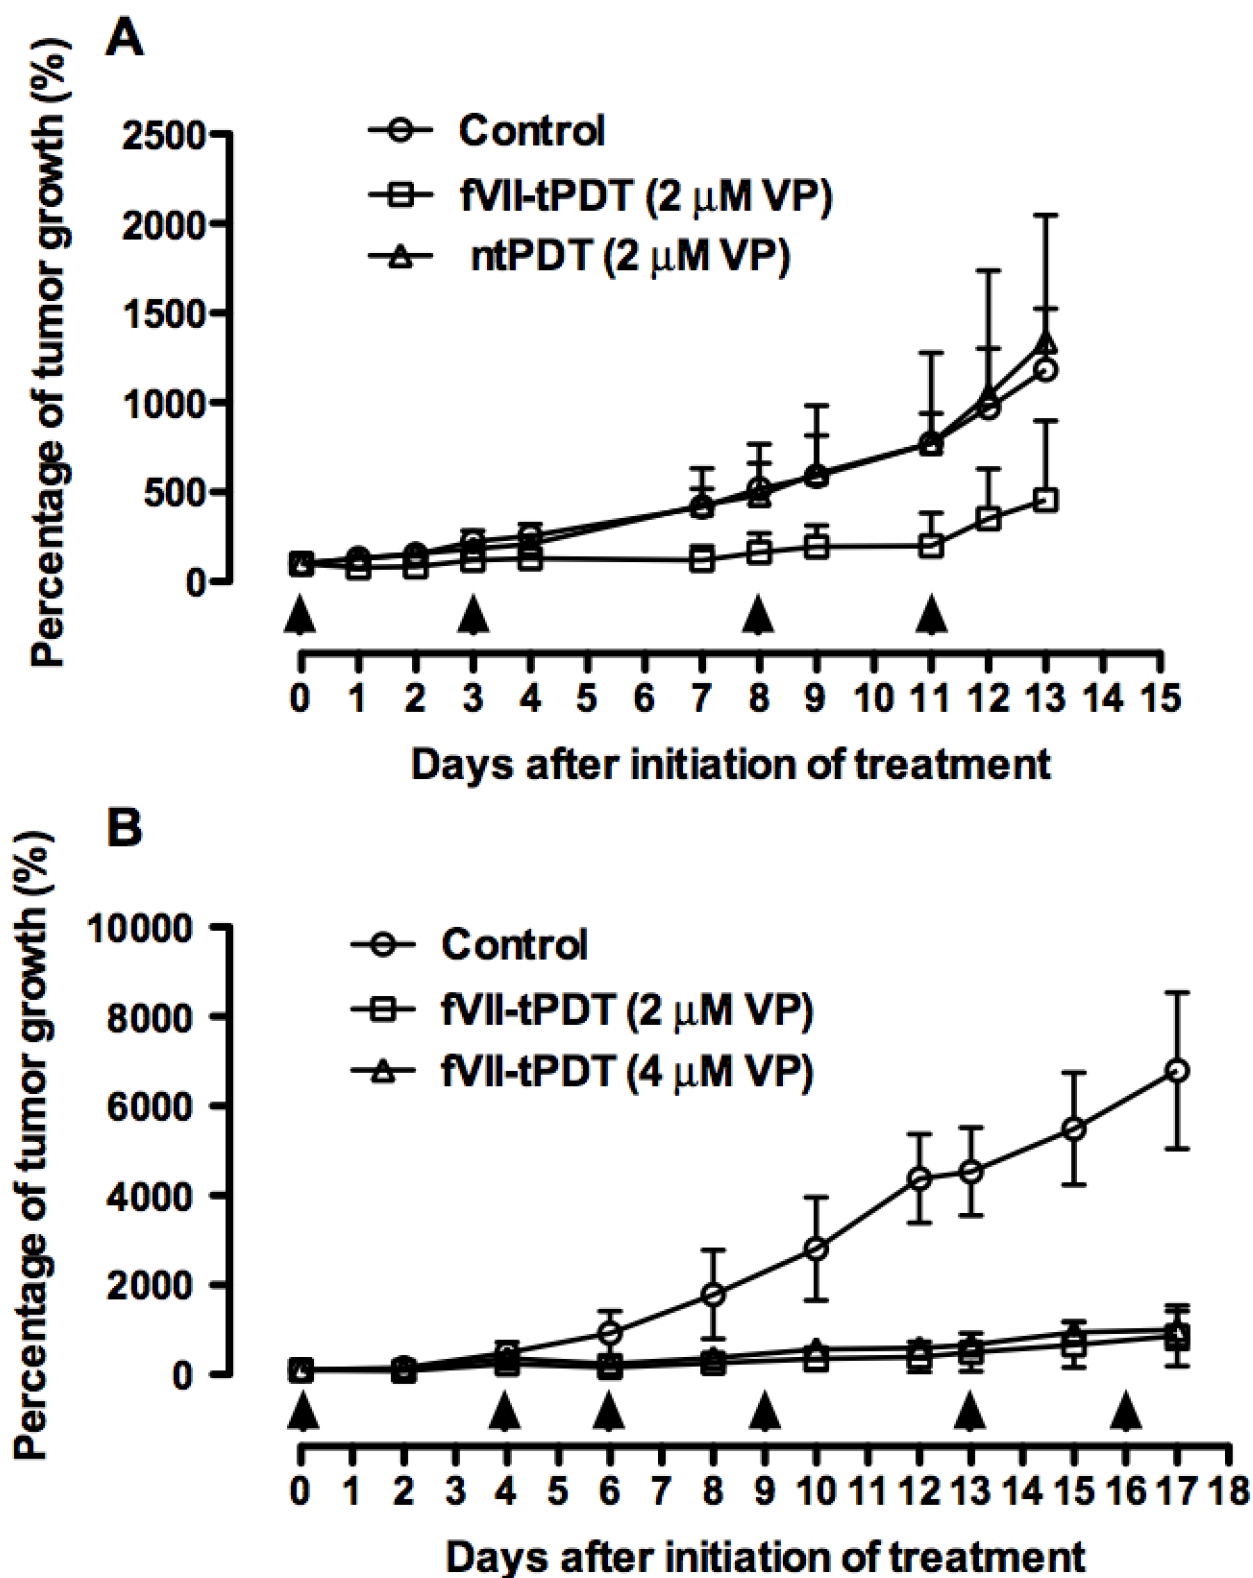 A
Percentage of tumor growth (%)
2500
2000
1500
1000
500
0
Control
fVII-tPDT (2 μM VP)
ntPDT (2 μM VP)
0 1 2 3 4 5 6 7 8 9 10 11 12 13 14 15
Days after initiation of treatment
B
Percentage of tumor growth (%)
10000
8000
6000
4000
2000
0
Control
fVII-tPDT (2 μM VP)
fVII-tPDT (4 μM VP)
0 1 2 3 4 5 6 7 8 9 10 11 12 13 14 15 16 17 18
Days after initiation of treatment